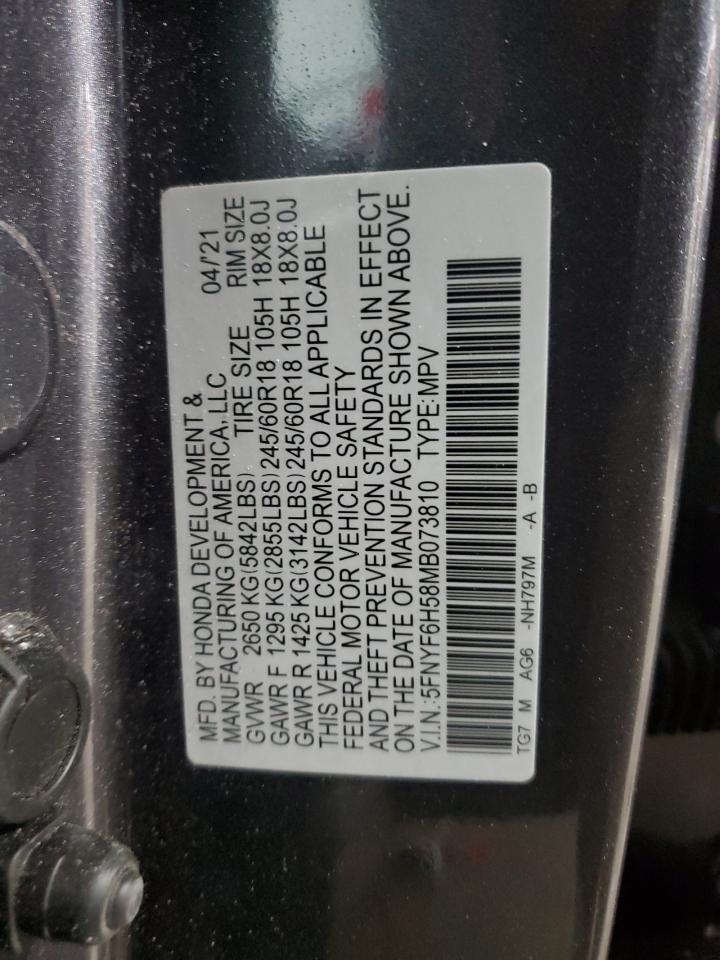 MFD. BY HONDA DEVELOPMENT &
MANUFACTURING OF AMERICA, LLC 04/'21
GVWR 2650 KG(5842LBS) TIRE SIZE RIM SIZE
GAWR F 1295 KG(2855LBS) 245/60R18 105H 18X8.0J
GAWR R 1425 KG(3142LBS) 245/60R18 105H 18X8.0J
THIS VEHICLE CONFORMS TO ALL APPLICABLE
FEDERAL MOTOR VEHICLE SAFETY
AND THEFT PREVENTION STANDARDS IN EFFECT
ON THE DATE OF MANUFACTURE SHOWN ABOVE.
V.I.N.:5FNYF6H58MB073810 TYPE:MPV
TG7 M AG6 -NH797M -A -B